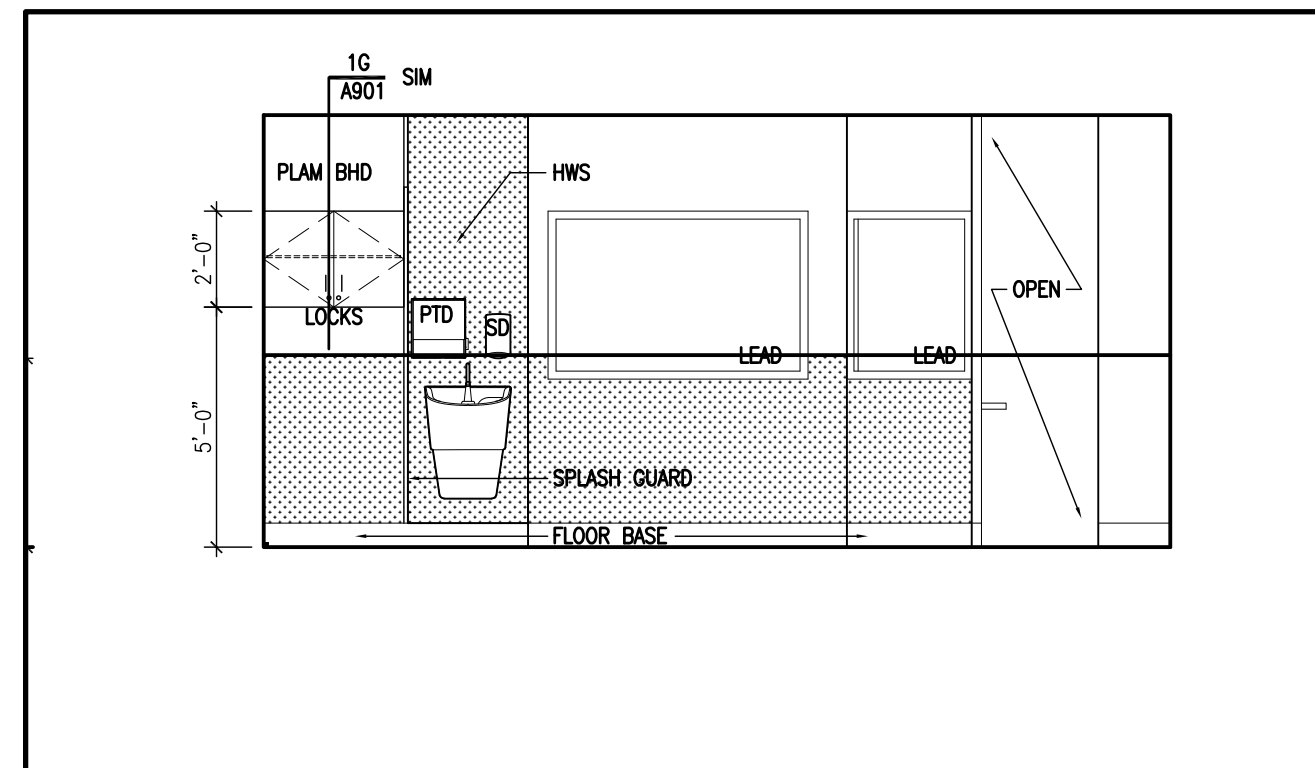 1G
A901 SIM
PLAM BHD
HWS
2'-0"
OPEN
LOCKS
PTD
SD
LEAD
LEAD
5'-0"
SPLASH GUARD
FLOOR BASE